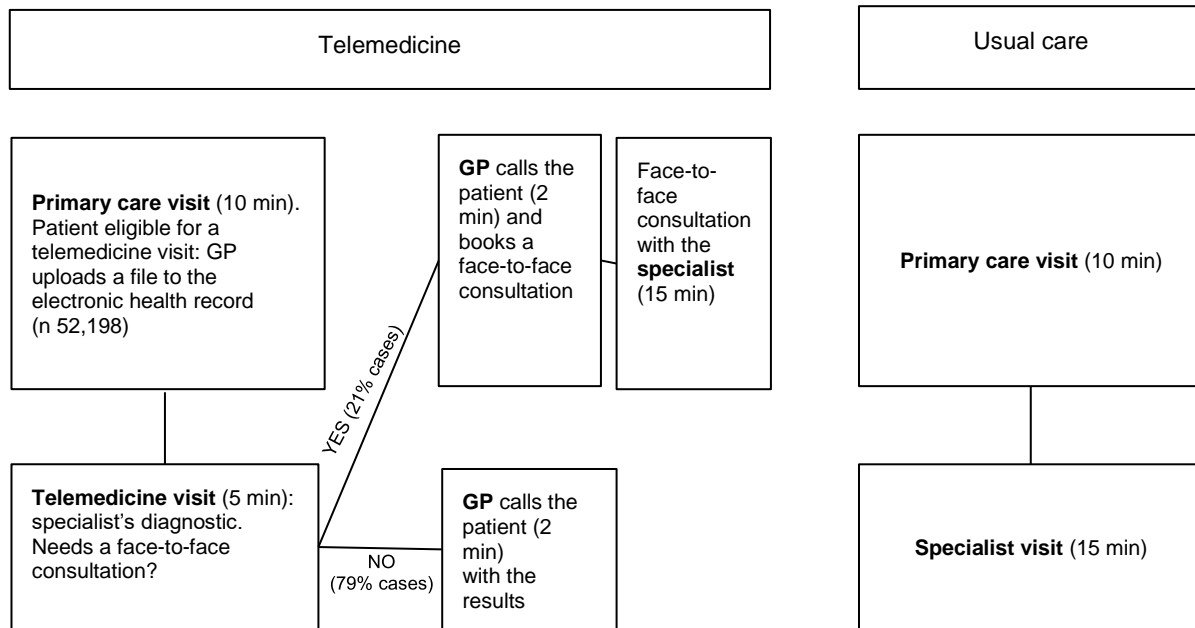 Telemedicine
Usual care
Primary care visit (10 min).
Patient eligible for a
telemedicine visit: GP
uploads a file to the
electronic health record
(n 52,198)
GP calls the
patient (2
min) and
books a
face-to-face
consultation
Face-to-
face
consultation
with the
specialist
(15 min)
Primary care visit (10 min)
YES (21% cases)
Telemedicine visit (5 min):
specialist’s diagnostic.
Needs a face-to-face
consultation?
NO
(79% cases)
GP calls the
patient (2
min)
with the
results
Specialist visit (15 min)